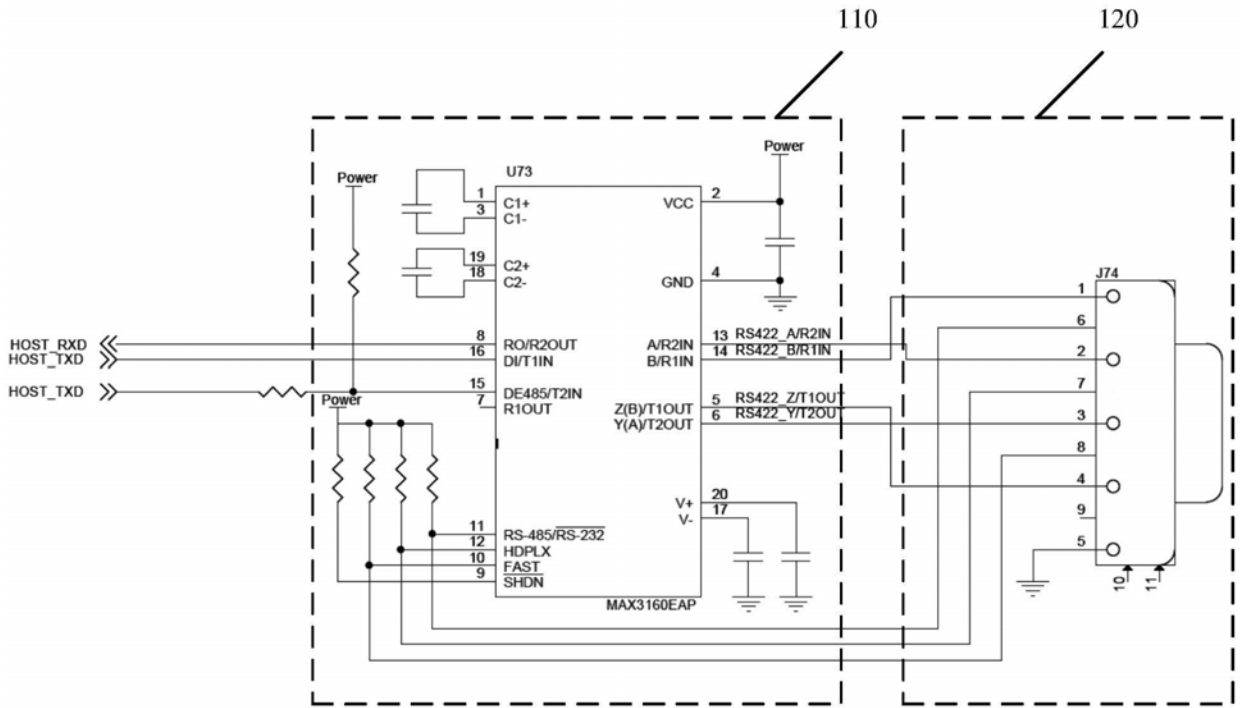 110
120
Power
U73
Power
1
C1+
3
C1-
19
C2+
18
C2-
2
VCC
4
GND
HOST_RXD
8
RO/R2OUT
HOST_TXD
16
DI/T1IN
HOST_TXD
15
DE485/T2IN
7
R1OUT
A/R2IN
13
RS422_A/R2IN
B/R1IN
14
RS422_B/R1IN
Z(B)/T1OUT
5
RS422_Z/T1OUT
Y(A)/T2OUT
6
RS422_Y/T2OUT
Power
V+
20
V-
17
11
RS-485/RS-232
12
HDPLX
10
FAST
9
SHDN
MAX3160EAP
J74
1
6
2
7
3
8
4
9
5
10
11